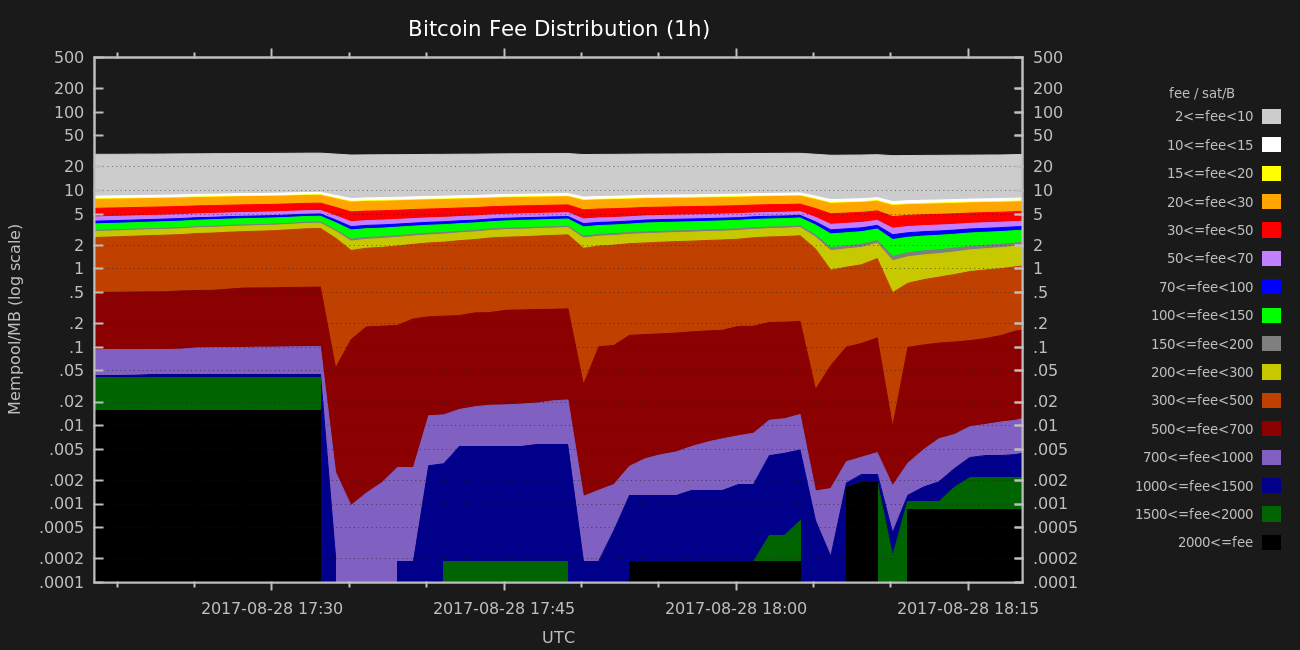 Bitcoin Fee Distribution (1h)
500
200
100
50
20
10
5
2
1
.5
.2
.1
.05
.02
.01
.005
.002
.001
.0005
.0002
.0001
Mempool/MB (log scale)
500
200
100
50
20
10
5
2
1
.5
.2
.1
.05
.02
.01
.005
.002
.001
.0005
.0002
.0001
2017-08-28 17:30
2017-08-28 17:45
2017-08-28 18:00
2017-08-28 18:15
UTC
fee / sat/B
2<=fee<10
10<=fee<15
15<=fee<20
20<=fee<30
30<=fee<50
50<=fee<70
70<=fee<100
100<=fee<150
150<=fee<200
200<=fee<300
300<=fee<500
500<=fee<700
700<=fee<1000
1000<=fee<1500
1500<=fee<2000
2000<=fee